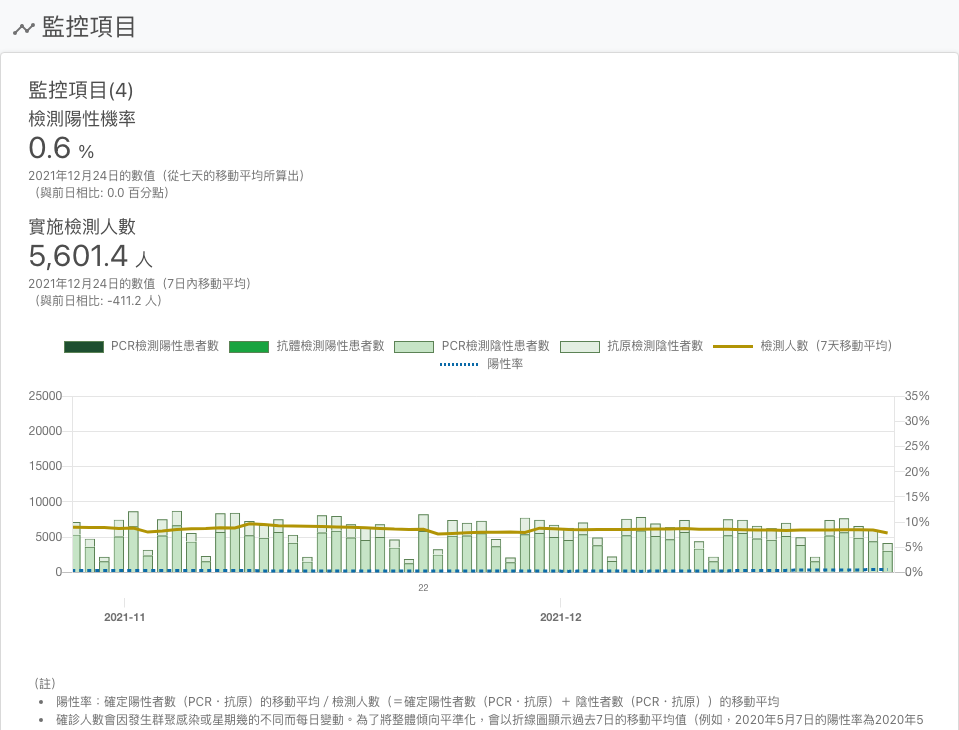 監控項目
監控項目(4)
檢測陽性機率
0.6 %
2021年12月24日的數值（從七天的移動平均所算出）
（與前日相比: 0.0 百分點）
實施檢測人數
5,601.4 人
2021年12月24日的數值（7日內移動平均）
（與前日相比: -411.2 人）
PCR檢測陽性患者數 抗體檢測陽性患者數 PCR檢測陰性患者數 抗原檢測陰性者數 檢測人數（7天移動平均）
陽性率
25000 35%
20000 30%
25%
15000 20%
10000 15%
10%
5000 5%
0 0%
22
2021-11 2021-12
（註）
• 陽性率：確定陽性者數（PCR・抗原）的移動平均 / 檢測人數（＝確定陽性者數（PCR・抗原）＋ 陰性者數（PCR・抗原））的移動平均
• 確診人數會因發生群聚感染或星期幾的不同而每日變動。為了將整體傾向平準化，會以折線圖顯示過去7日的移動平均值（例如，2020年5月7日的陽性率為2020年5